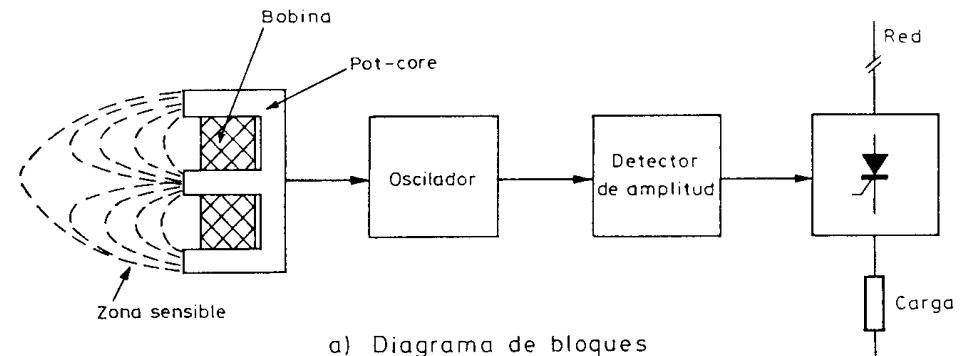 Bobina
Pot-core
Red
Oscilador
Detector
de amplitud
Zona sensible
Carga
a) Diagrama de bloques